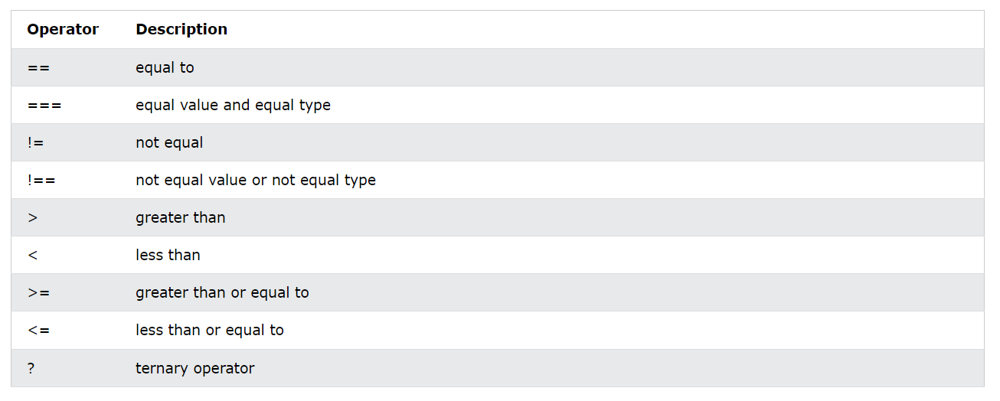 Operator Description
== equal to
=== equal value and equal type
!= not equal
!== not equal value or not equal type
> greater than
< less than
>= greater than or equal to
<= less than or equal to
? ternary operator